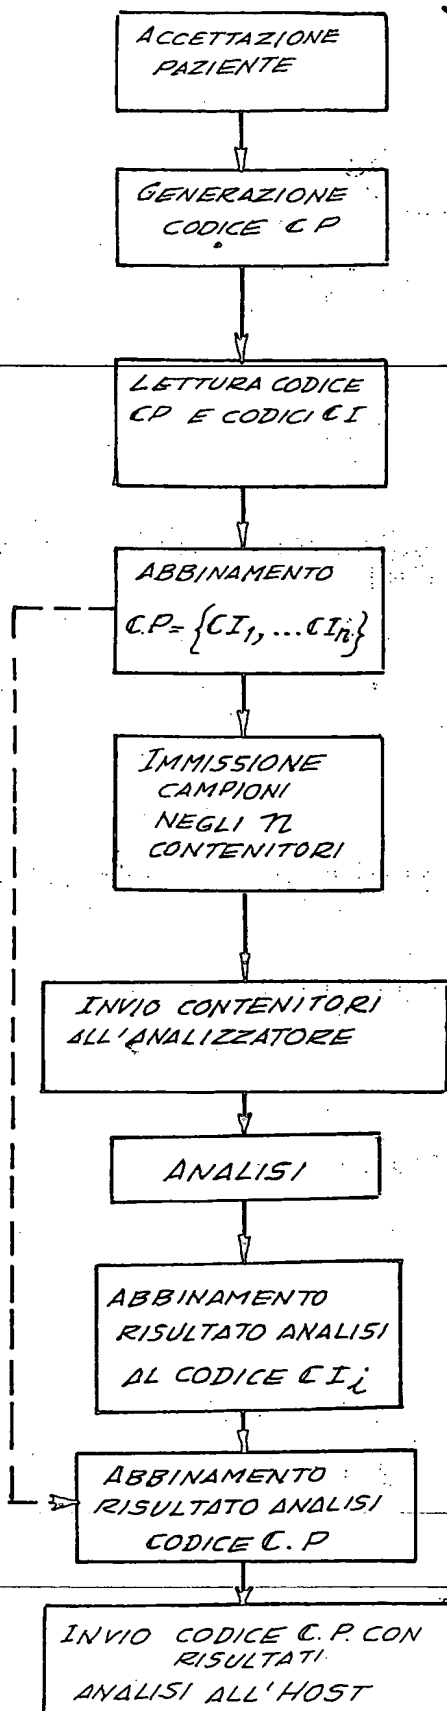 ACCETTAZIONE
PAZIENTE
GENERAZIONE
CODICE CP
LETTURA CODICE
CP E CODICI CI
ABBINAMENTO
C.P = {CI1, ... CIn}
IMMISSIONE
CAMPIONI
NEGLI n
CONTENITORI
INVIO CONTENITORI
ALL'ANALIZZATORE
ANALISI
ABBINAMENTO
RISULTATO ANALISI
AL CODICE CIi
ABBINAMENTO
RISULTATO ANALISI
CODICE C.P
INVIO CODICE C.P. CON
RISULTATI
ANALISI ALL'HOST